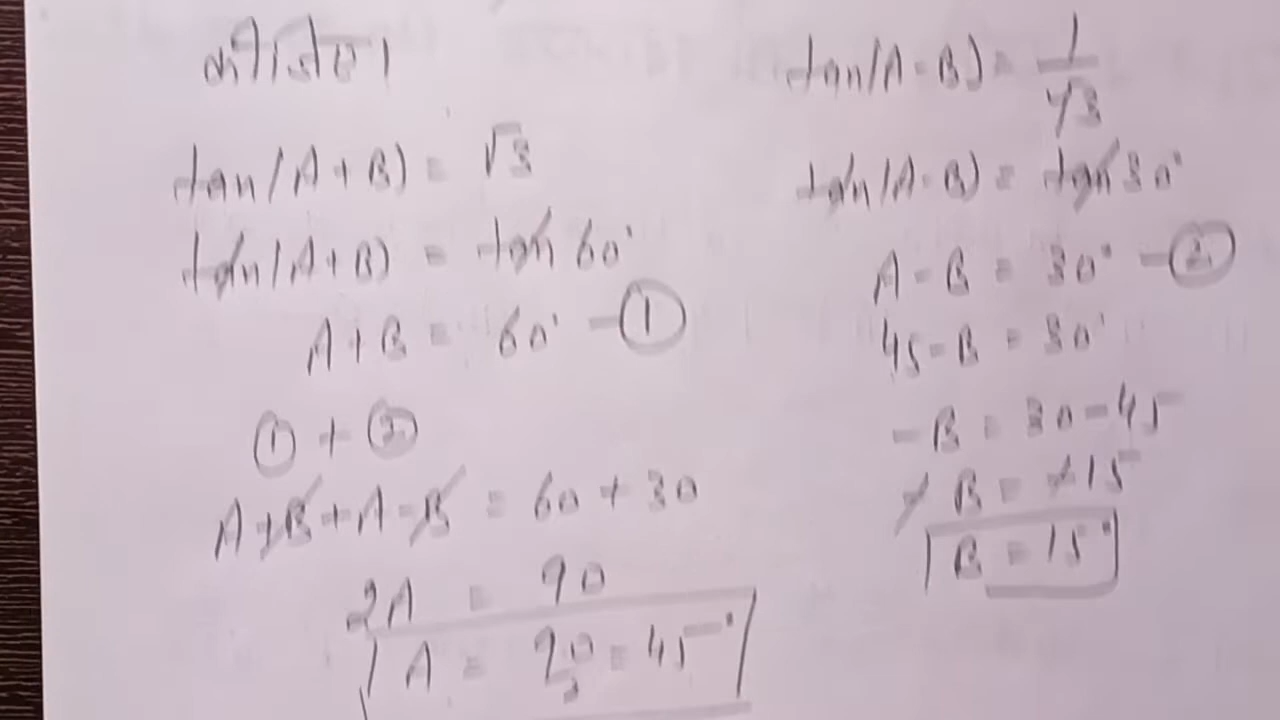 tan(A+B) = √3
tan(A+B) = tan 60°
A+B = 60° - ①
① + ②
A+B+A-B = 60 + 30
2A = 90
A = 90/2 = 45°
tan(A-B) = 1/√3
tan(A-B) = tan 30°
A-B = 30° - ②
45-B = 30°
-B = 30-45
-B = -15
B = 15°